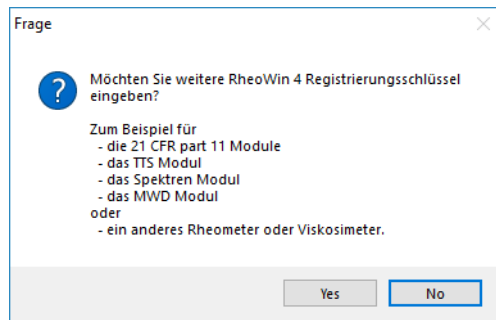 Frage
Möchten Sie weitere RheoWin 4 Registrierungsschlüssel
eingeben?
Zum Beispiel für
- die 21 CFR part 11 Module
- das TTS Modul
- das Spektren Modul
- das MWD Modul
oder
- ein anderes Rheometer oder Viskosimeter.
Yes
No